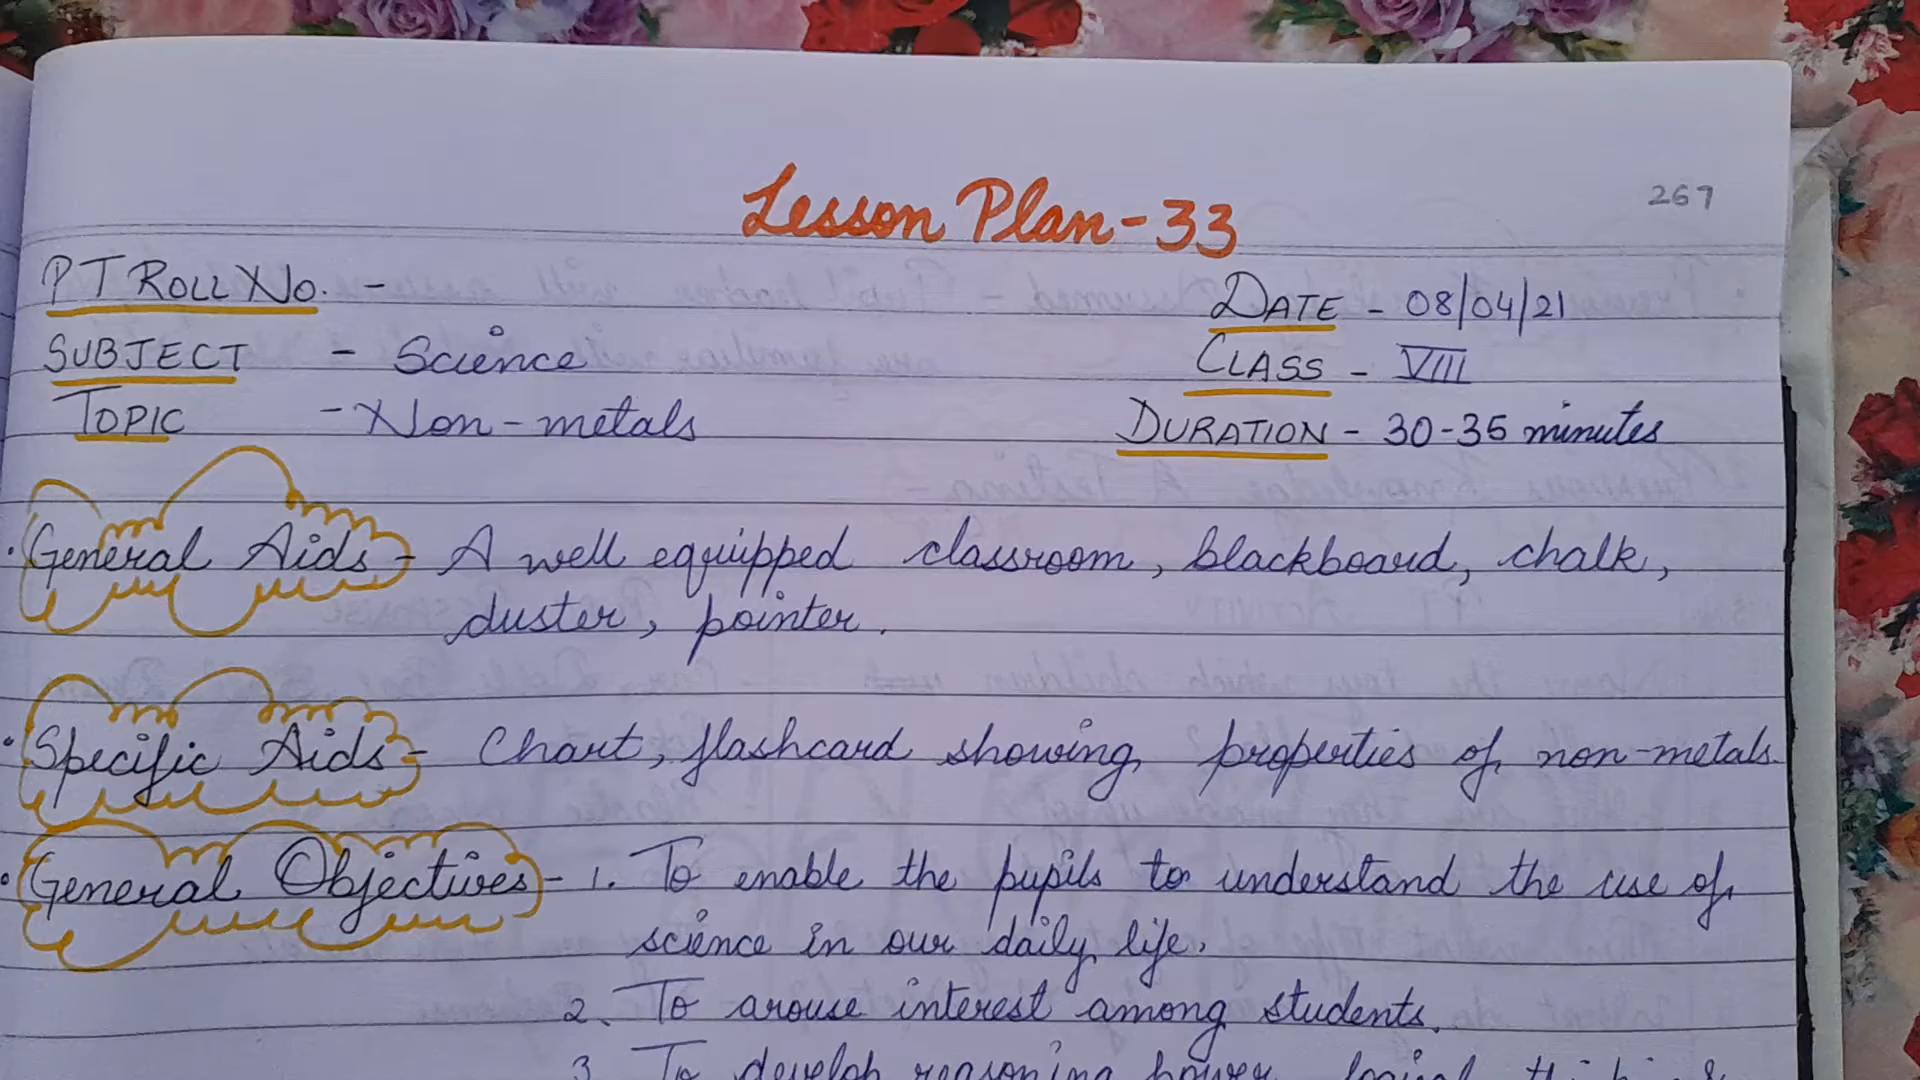 267
Lesson Plan-33
PT ROLL No. -
DATE - 08/04/21
SUBJECT - Science
CLASS - VIII
TOPIC - Non-metals
DURATION - 30-35 minutes
• General Aids - A well equipped classroom, blackboard, chalk,
duster, pointer.
• Specific Aids - Chart, flashcard showing properties of non-metals.
• General Objectives - 1. To enable the pupils to understand the use of
science in our daily life.
2. To arouse interest among students.
3. To develop reasoning power, logical thinking